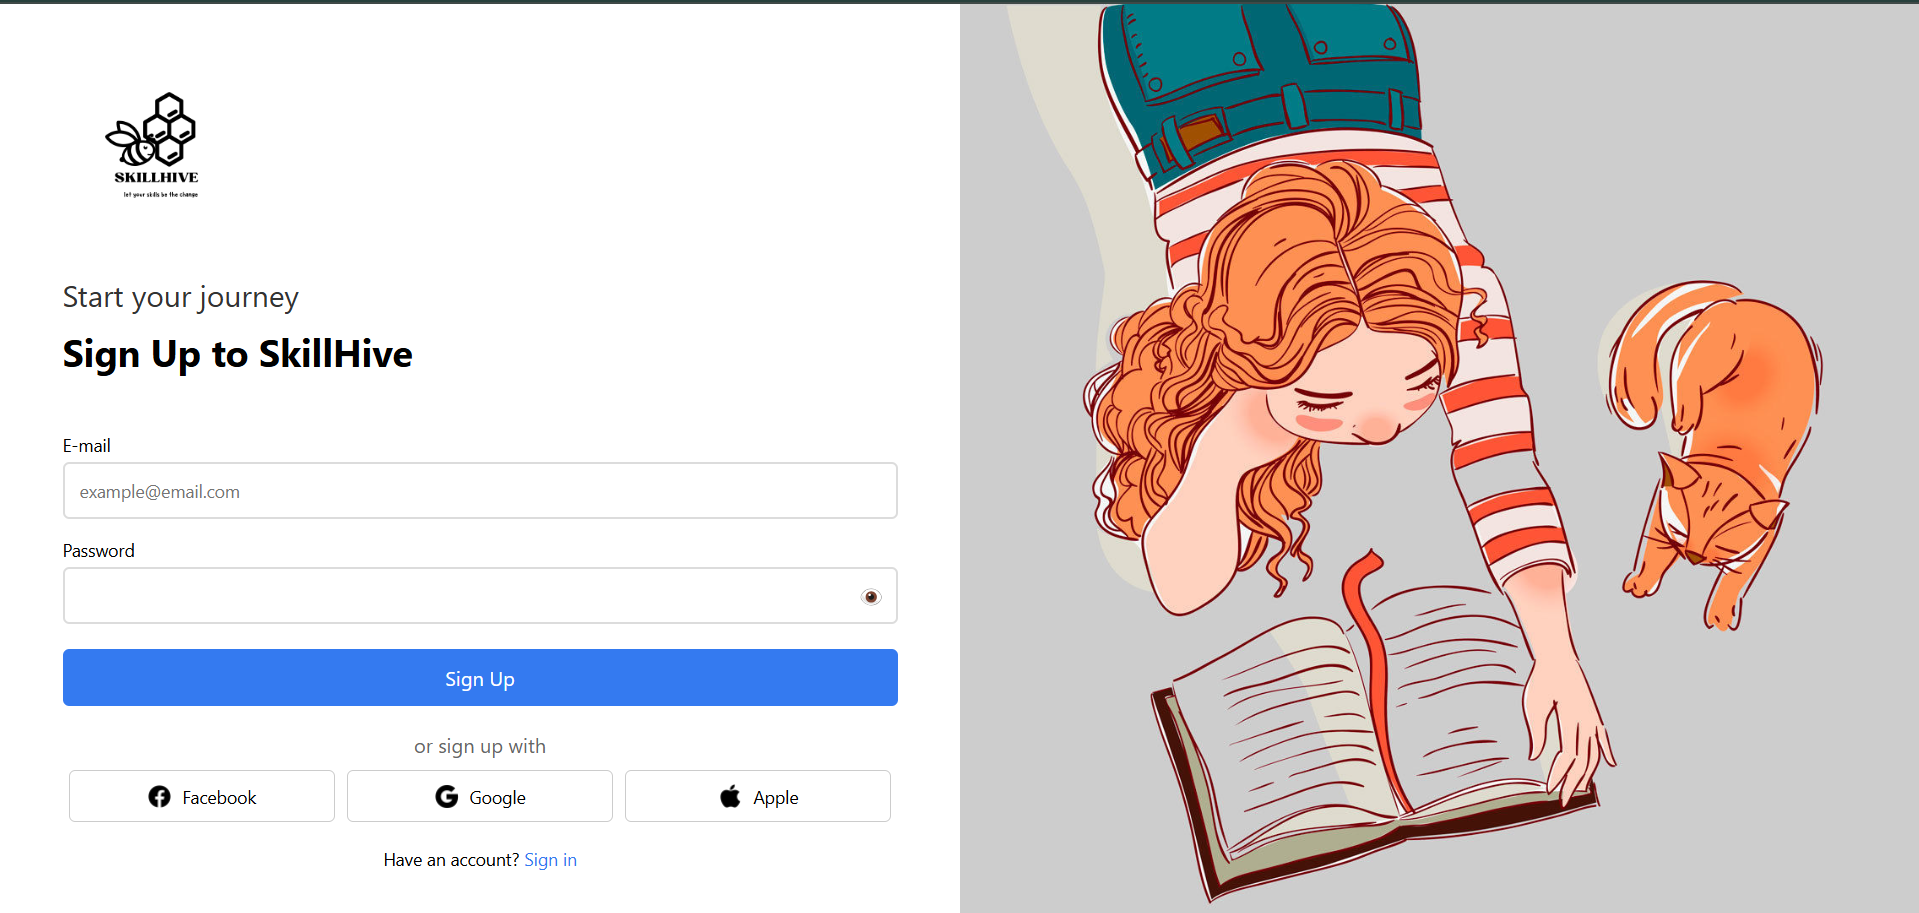 SKILLHIVE
let your skills be the change
Start your journey
Sign Up to SkillHive
E-mail
example@email.com
Password
Sign Up
or sign up with
Facebook
Google
Apple
Have an account? Sign in